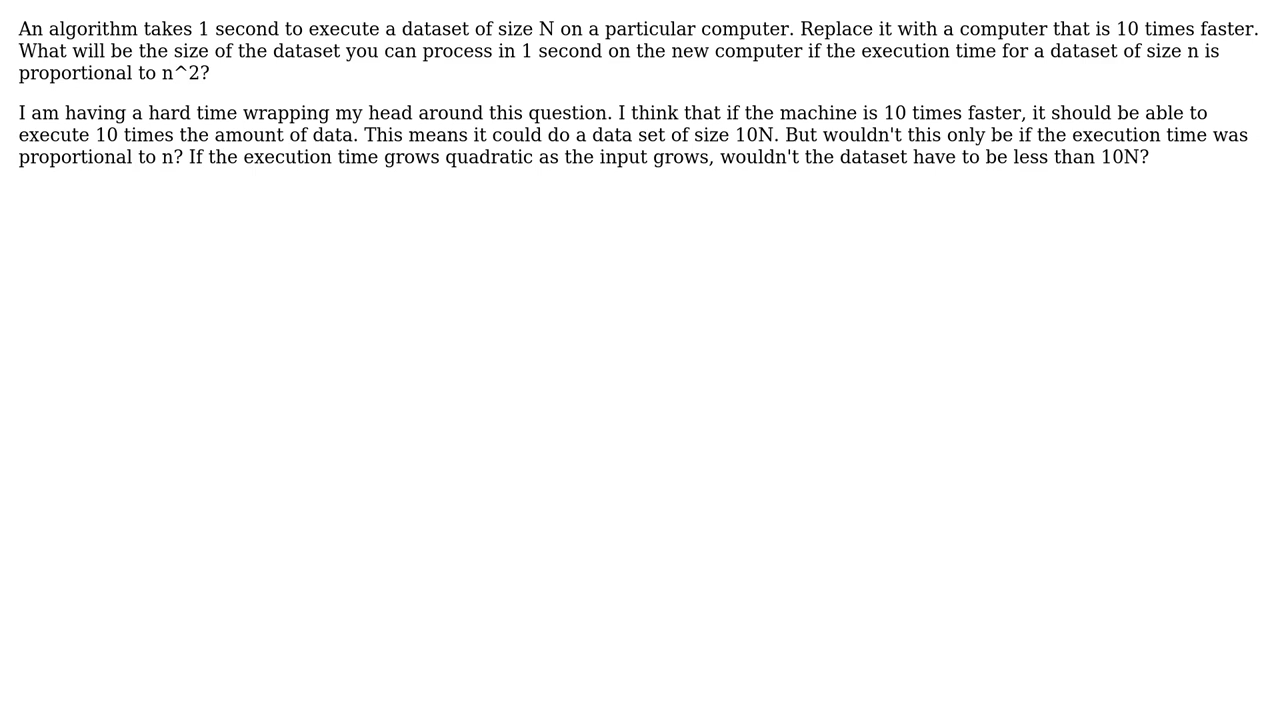 An algorithm takes 1 second to execute a dataset of size N on a particular computer. Replace it with a computer that is 10 times faster.
What will be the size of the dataset you can process in 1 second on the new computer if the execution time for a dataset of size n is
proportional to n^2?
I am having a hard time wrapping my head around this question. I think that if the machine is 10 times faster, it should be able to
execute 10 times the amount of data. This means it could do a data set of size 10N. But wouldn't this only be if the execution time was
proportional to n? If the execution time grows quadratic as the input grows, wouldn't the dataset have to be less than 10N?